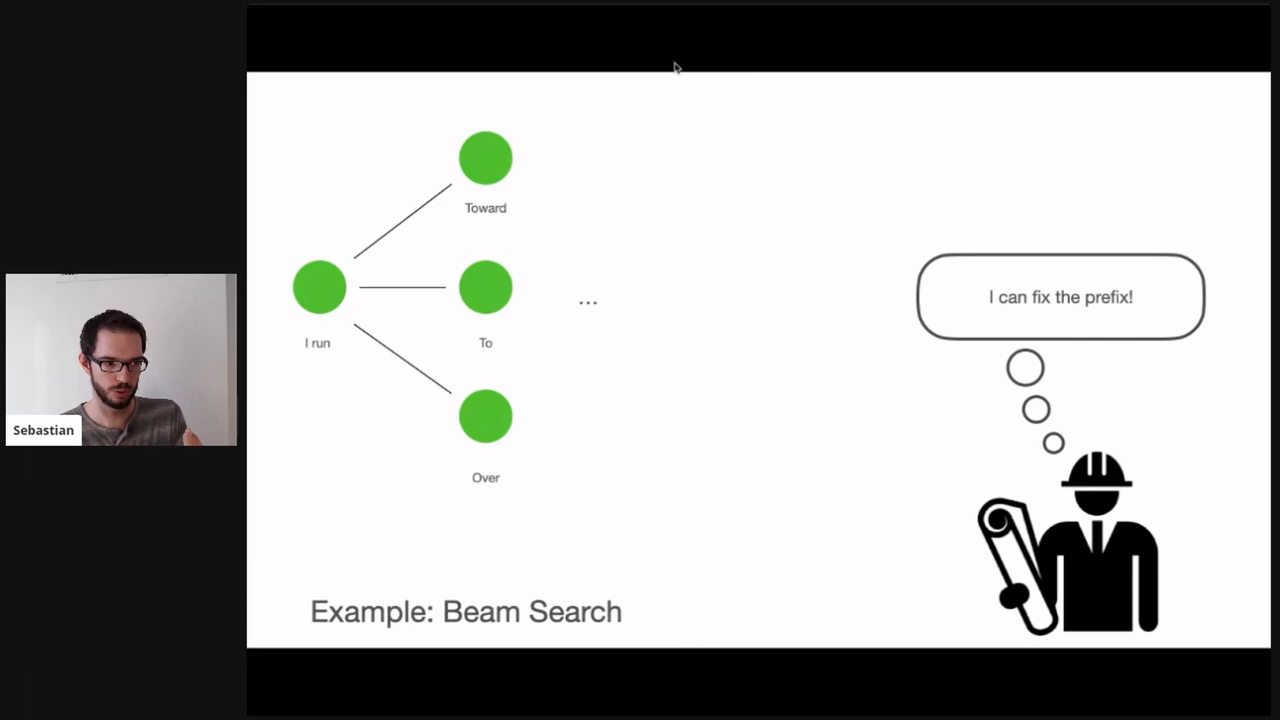 Toward
I can fix the prefix!
I run
To
...
Sebastian
Over
Example: Beam Search